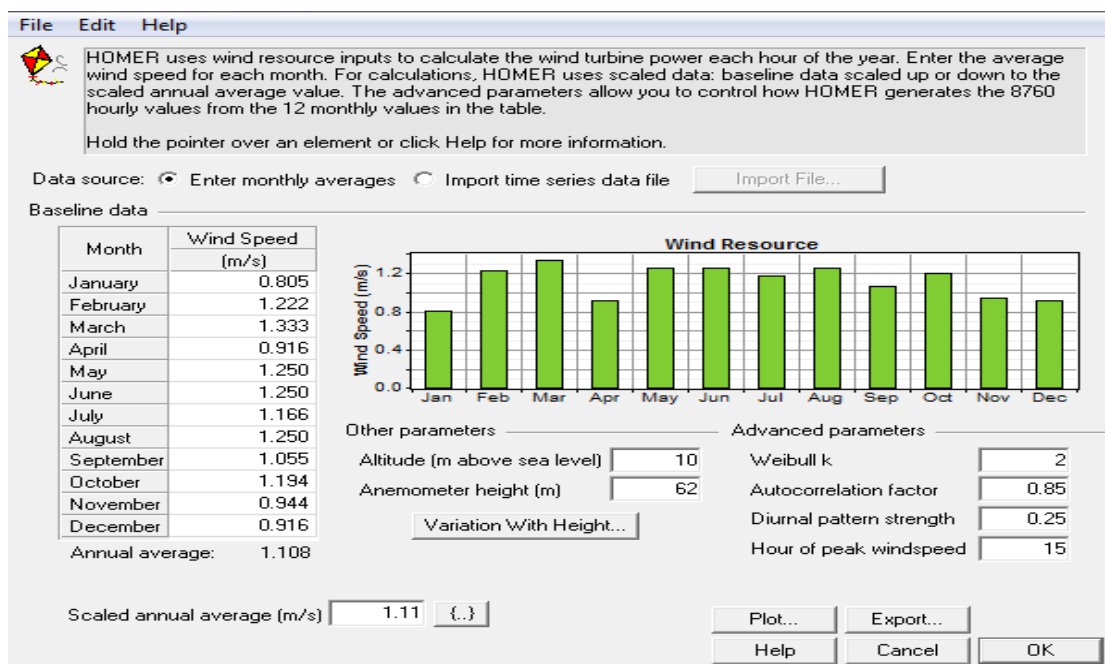 File Edit Help
HOMER uses wind resource inputs to calculate the wind turbine power each hour of the year. Enter the average
wind speed for each month. For calculations, HOMER uses scaled data: baseline data scaled up or down to the
scaled annual average value. The advanced parameters allow you to control how HOMER generates the 8760
hourly values from the 12 monthly values in the table.
Hold the pointer over an element or click Help for more information.
Data source: Enter monthly averages Import time series data file Import File...
Baseline data
Month Wind Speed
(m/s)
January 0.805
February 1.222
March 1.333
April 0.916
May 1.250
June 1.250
July 1.166
August 1.250
September 1.055
October 1.194
November 0.944
December 0.916
Annual average: 1.108
Wind Resource
Wind Speed (m/s)
1.2
0.8
0.4
0.0
Jan Feb Mar Apr May Jun Jul Aug Sep Oct Nov Dec
Other parameters
Altitude (m above sea level) 10
Anemometer height (m) 62
Variation With Height...
Advanced parameters
Weibull k 2
Autocorrelation factor 0.85
Diurnal pattern strength 0.25
Hour of peak windspeed 15
Scaled annual average (m/s) 1.11 {..}
Plot... Export...
Help Cancel OK